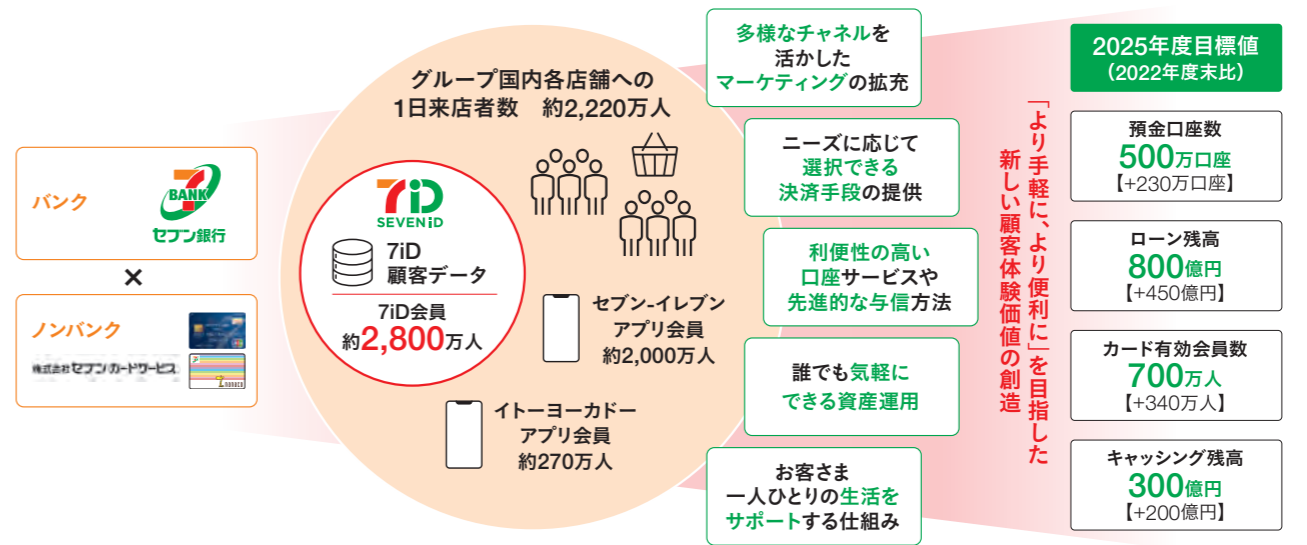 バンク
7
BANK
セブン銀行
×
ノンバンク
株式会社セブン・カードサービス
nanaco
グループ国内各店舗への
1日来店者数 約2,220万人
7iD
SEVEN iD
7iD
顧客データ
7iD会員
約2,800万人
セブン-イレブン
アプリ会員
約2,000万人
イトーヨーカドー
アプリ会員
約270万人
多様なチャネルを
活かした
マーケティングの拡充
ニーズに応じて
選択できる
決済手段の提供
利便性の高い
口座サービスや
先進的な与信方法
誰でも気軽に
できる資産運用
お客さま
一人ひとりの生活を
サポートする仕組み
「より手軽に、より便利に」を目指した
新しい顧客体験価値の創造
2025年度目標値
（2022年度末比）
預金口座数
500万口座
【+230万口座】
ローン残高
800億円
【+450億円】
カード有効会員数
700万人
【+340万人】
キャッシング残高
300億円
【+200億円】